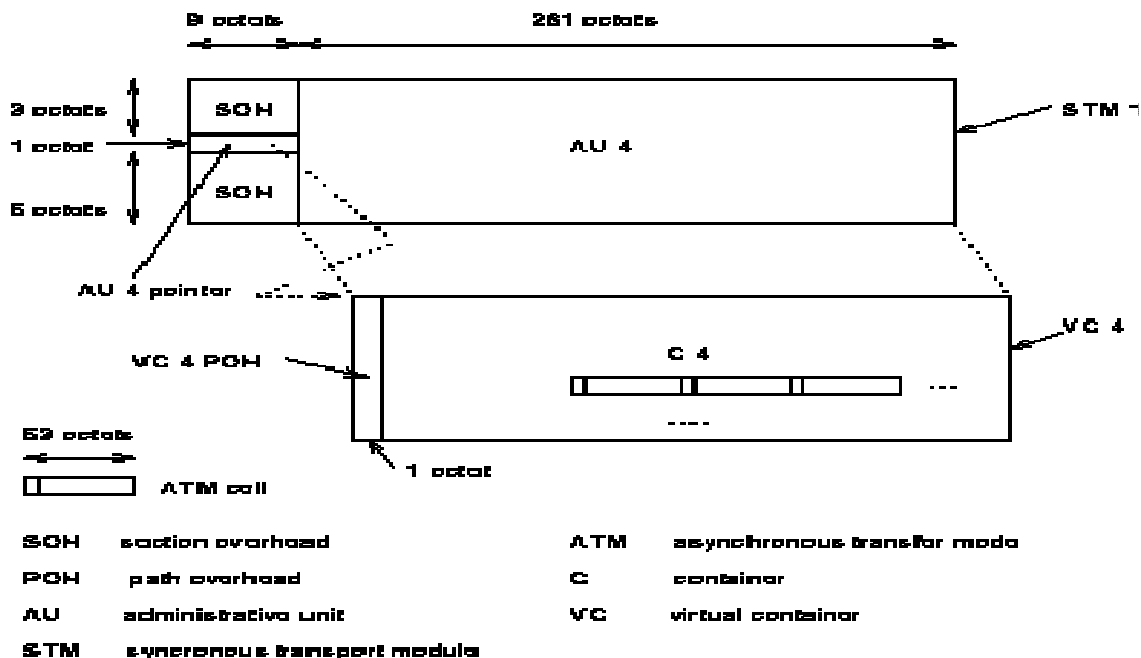 9 octets 261 octets
3 octets SOH STM 1
1 octet AU 4
SOH
5 octets
AU 4 pointer
VC 4 POH C 4 VC 4
53 octets
1 octet
ATM cell
SOH section overhead ATM asynchronous transfer mode
POH path overhead C container
AU administrative unit VC virtual container
STM syncronous transport module